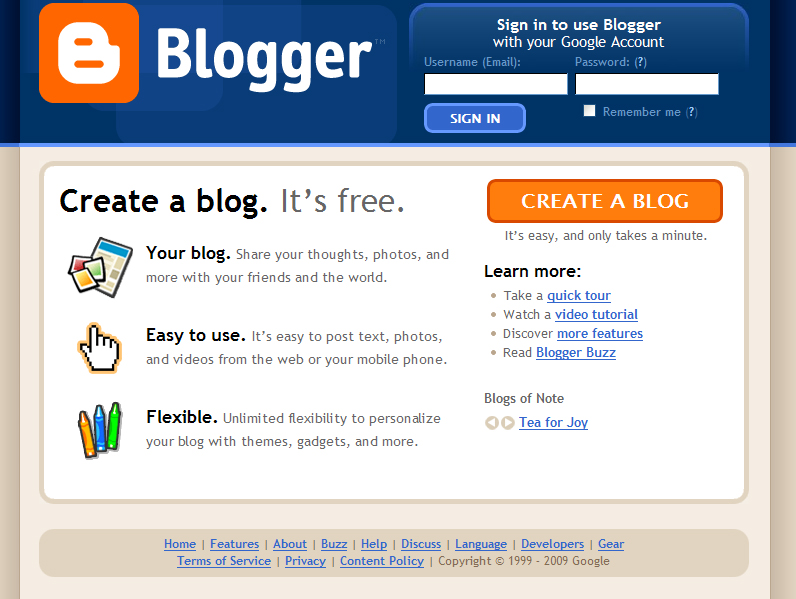 Blogger™
Sign in to use Blogger
with your Google Account
Username (Email):
Password: (?)
SIGN IN
Remember me (?)
Create a blog. It's free.
Your blog. Share your thoughts, photos, and
more with your friends and the world.
Easy to use. It's easy to post text, photos,
and videos from the web or your mobile phone.
Flexible. Unlimited flexibility to personalize
your blog with themes, gadgets, and more.
CREATE A BLOG
It's easy, and only takes a minute.
Learn more:
• Take a quick tour
• Watch a video tutorial
• Discover more features
• Read Blogger Buzz
Blogs of Note
Tea for Joy
Home | Features | About | Buzz | Help | Discuss | Language | Developers | Gear
Terms of Service | Privacy | Content Policy | Copyright © 1999 - 2009 Google